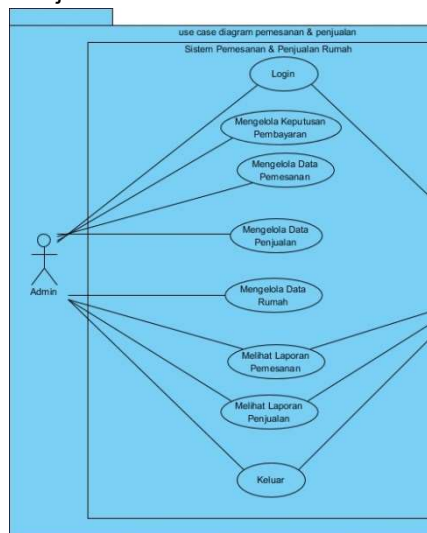 use case diagram pemesanan & penjualan
Sistem Pemesanan & Penjualan Rumah
Login
Mengelola Keputusan
Pembayaran
Mengelola Data
Pemesanan
Mengelola Data
Penjualan
Mengelola Data
Rumah
Admin
Melihat Laporan
Pemesanan
Melihat Laporan
Penjualan
Keluar